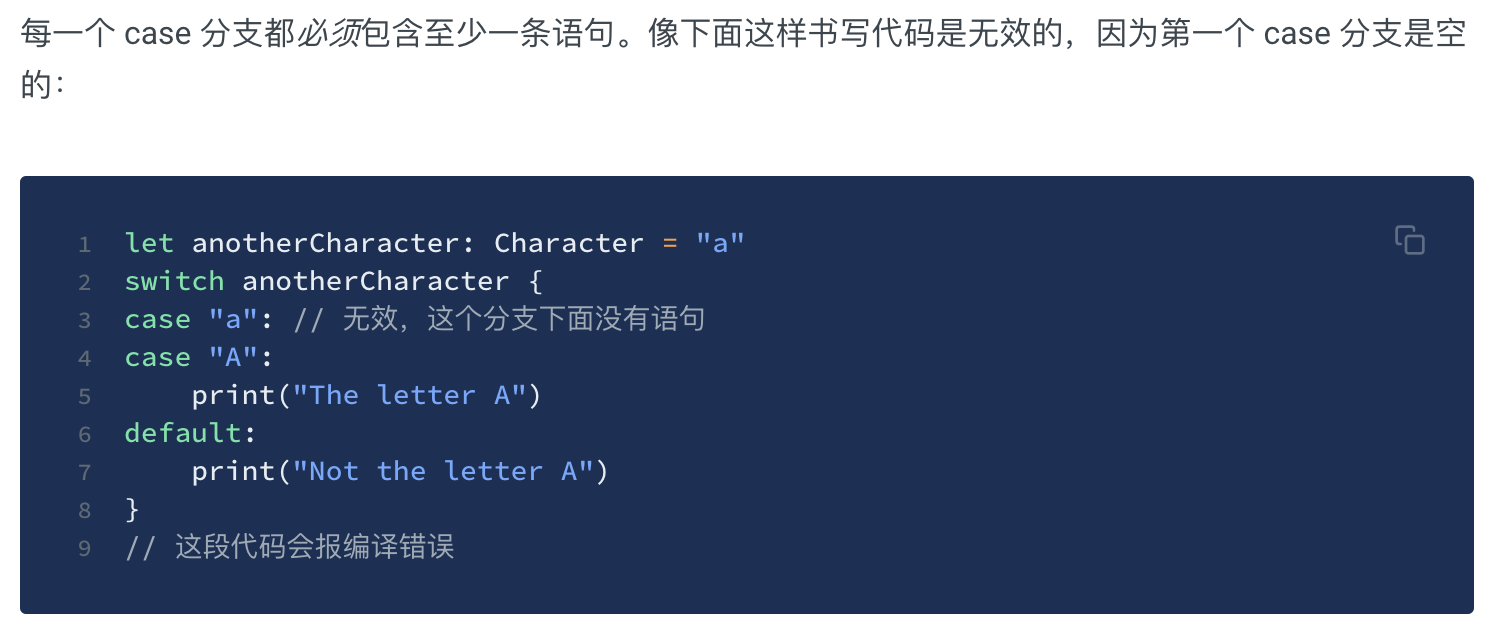 每一个 case 分支都必须包含至少一条语句。像下面这样书写代码是无效的，因为第一个 case 分支是空
的：
1 let anotherCharacter: Character = "a"
2 switch anotherCharacter {
3 case "a": // 无效，这个分支下面没有语句
4 case "A":
5     print("The letter A")
6 default:
7     print("Not the letter A")
8 }
9 // 这段代码会报编译错误